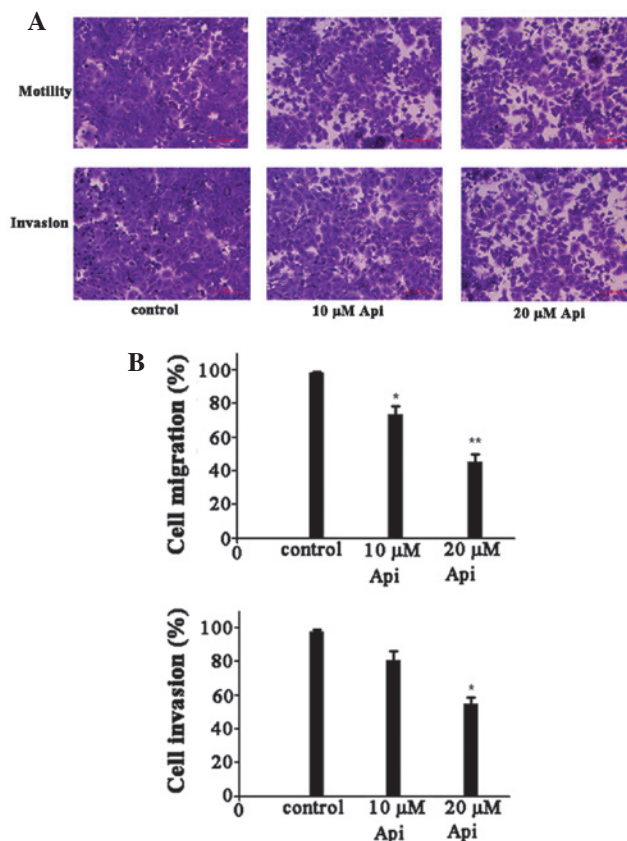 A
Motility
Invasion
control 10 μM Api 20 μM Api
B
Cell migration (%)
100
80
60
40
20
0
0
*
**
control 10 μM Api 20 μM Api
Cell invasion (%)
100
80
60
40
20
0
0
*
control 10 μM Api 20 μM Api